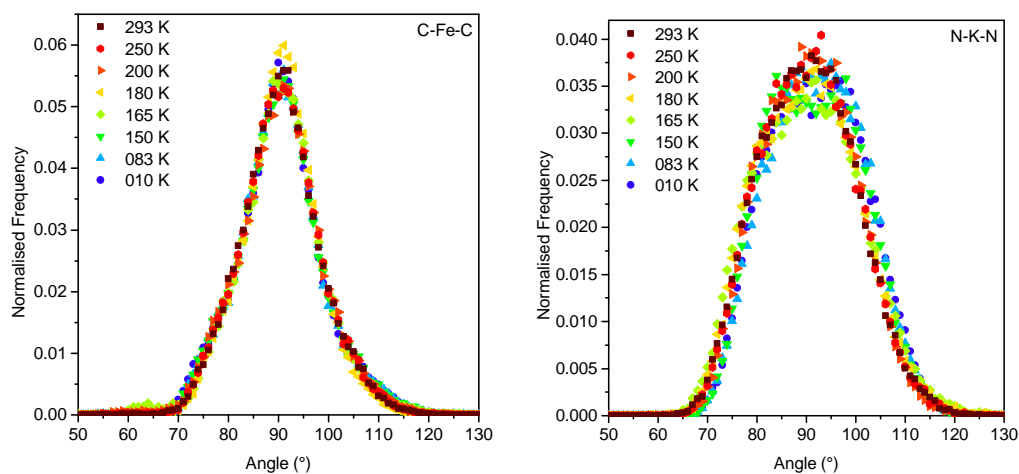 C-Fe-C
293 K
250 K
200 K
180 K
165 K
150 K
083 K
010 K
0.06
0.05
0.04
0.03
0.02
0.01
0.00
Normalised Frequency
50 60 70 80 90 100 110 120 130
Angle (°)
N-K-N
293 K
250 K
200 K
180 K
165 K
150 K
083 K
010 K
0.040
0.035
0.030
0.025
0.020
0.015
0.010
0.005
0.000
Normalised Frequency
50 60 70 80 90 100 110 120 130
Angle (°)